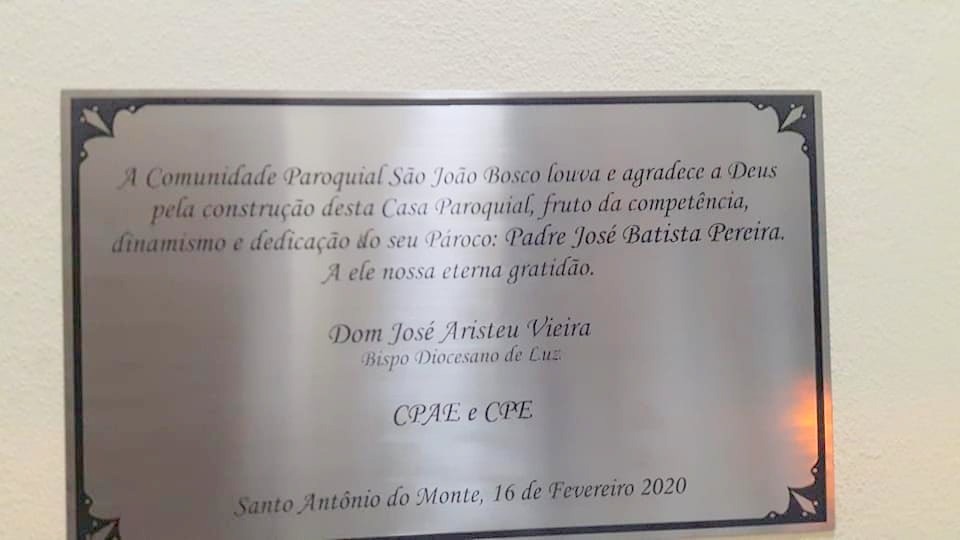 A Comunidade Paroquial São João Bosco louva e agradece a Deus
pela construção desta Casa Paroquial, fruto da competência,
dinamismo e dedicação do seu Pároco: Padre José Batista Pereira.
A ele nossa eterna gratidão.
Dom José Aristeu Vieira
Bispo Diocesano de Luz
CPAE e CPE
Santo Antônio do Monte, 16 de Fevereiro 2020